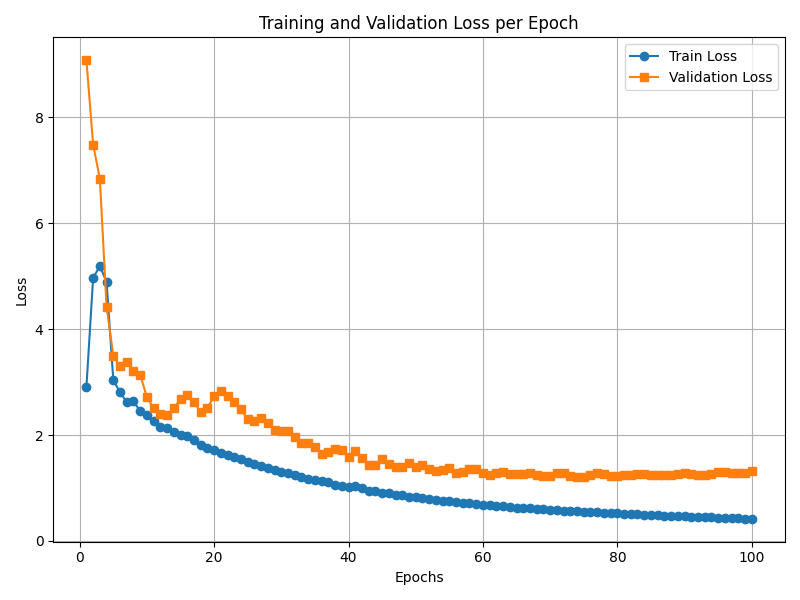 Training and Validation Loss per Epoch
Train Loss
Validation Loss
Loss
8
6
4
2
0
0 20 40 60 80 100
Epochs